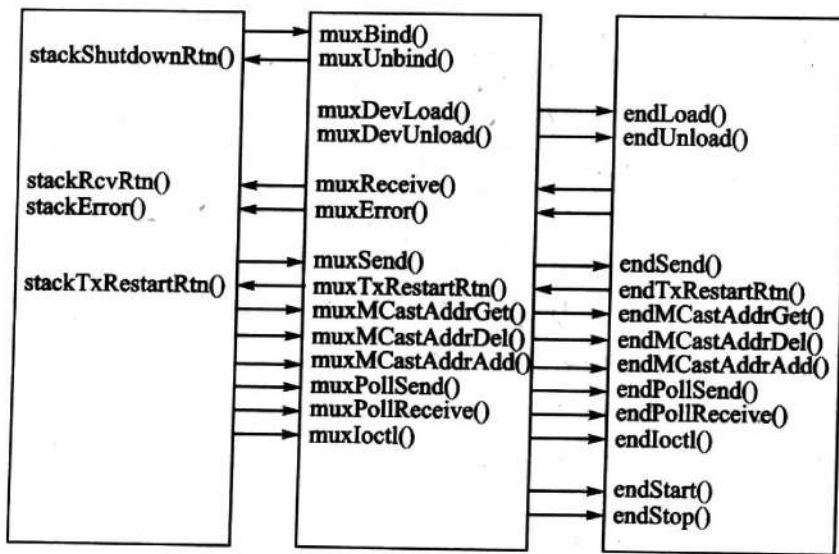 muxBind()
stackShutdownRtn() muxUnbind()
muxDevLoad() endLoad()
muxDevUnload() endUnload()
stackRcvRtn() muxReceive()
stackError() muxError()
muxSend() endSend()
stackTxRestartRtn() muxTxRestartRtn() endTxRestartRtn()
muxMCastAddrGet() endMCastAddrGet()
muxMCastAddrDel() endMCastAddrDel()
muxMCastAddrAdd() endMCastAddrAdd()
muxPollSend() endPollSend()
muxPollReceive() endPollReceive()
muxIoctl() endIoctl()
endStart()
endStop()